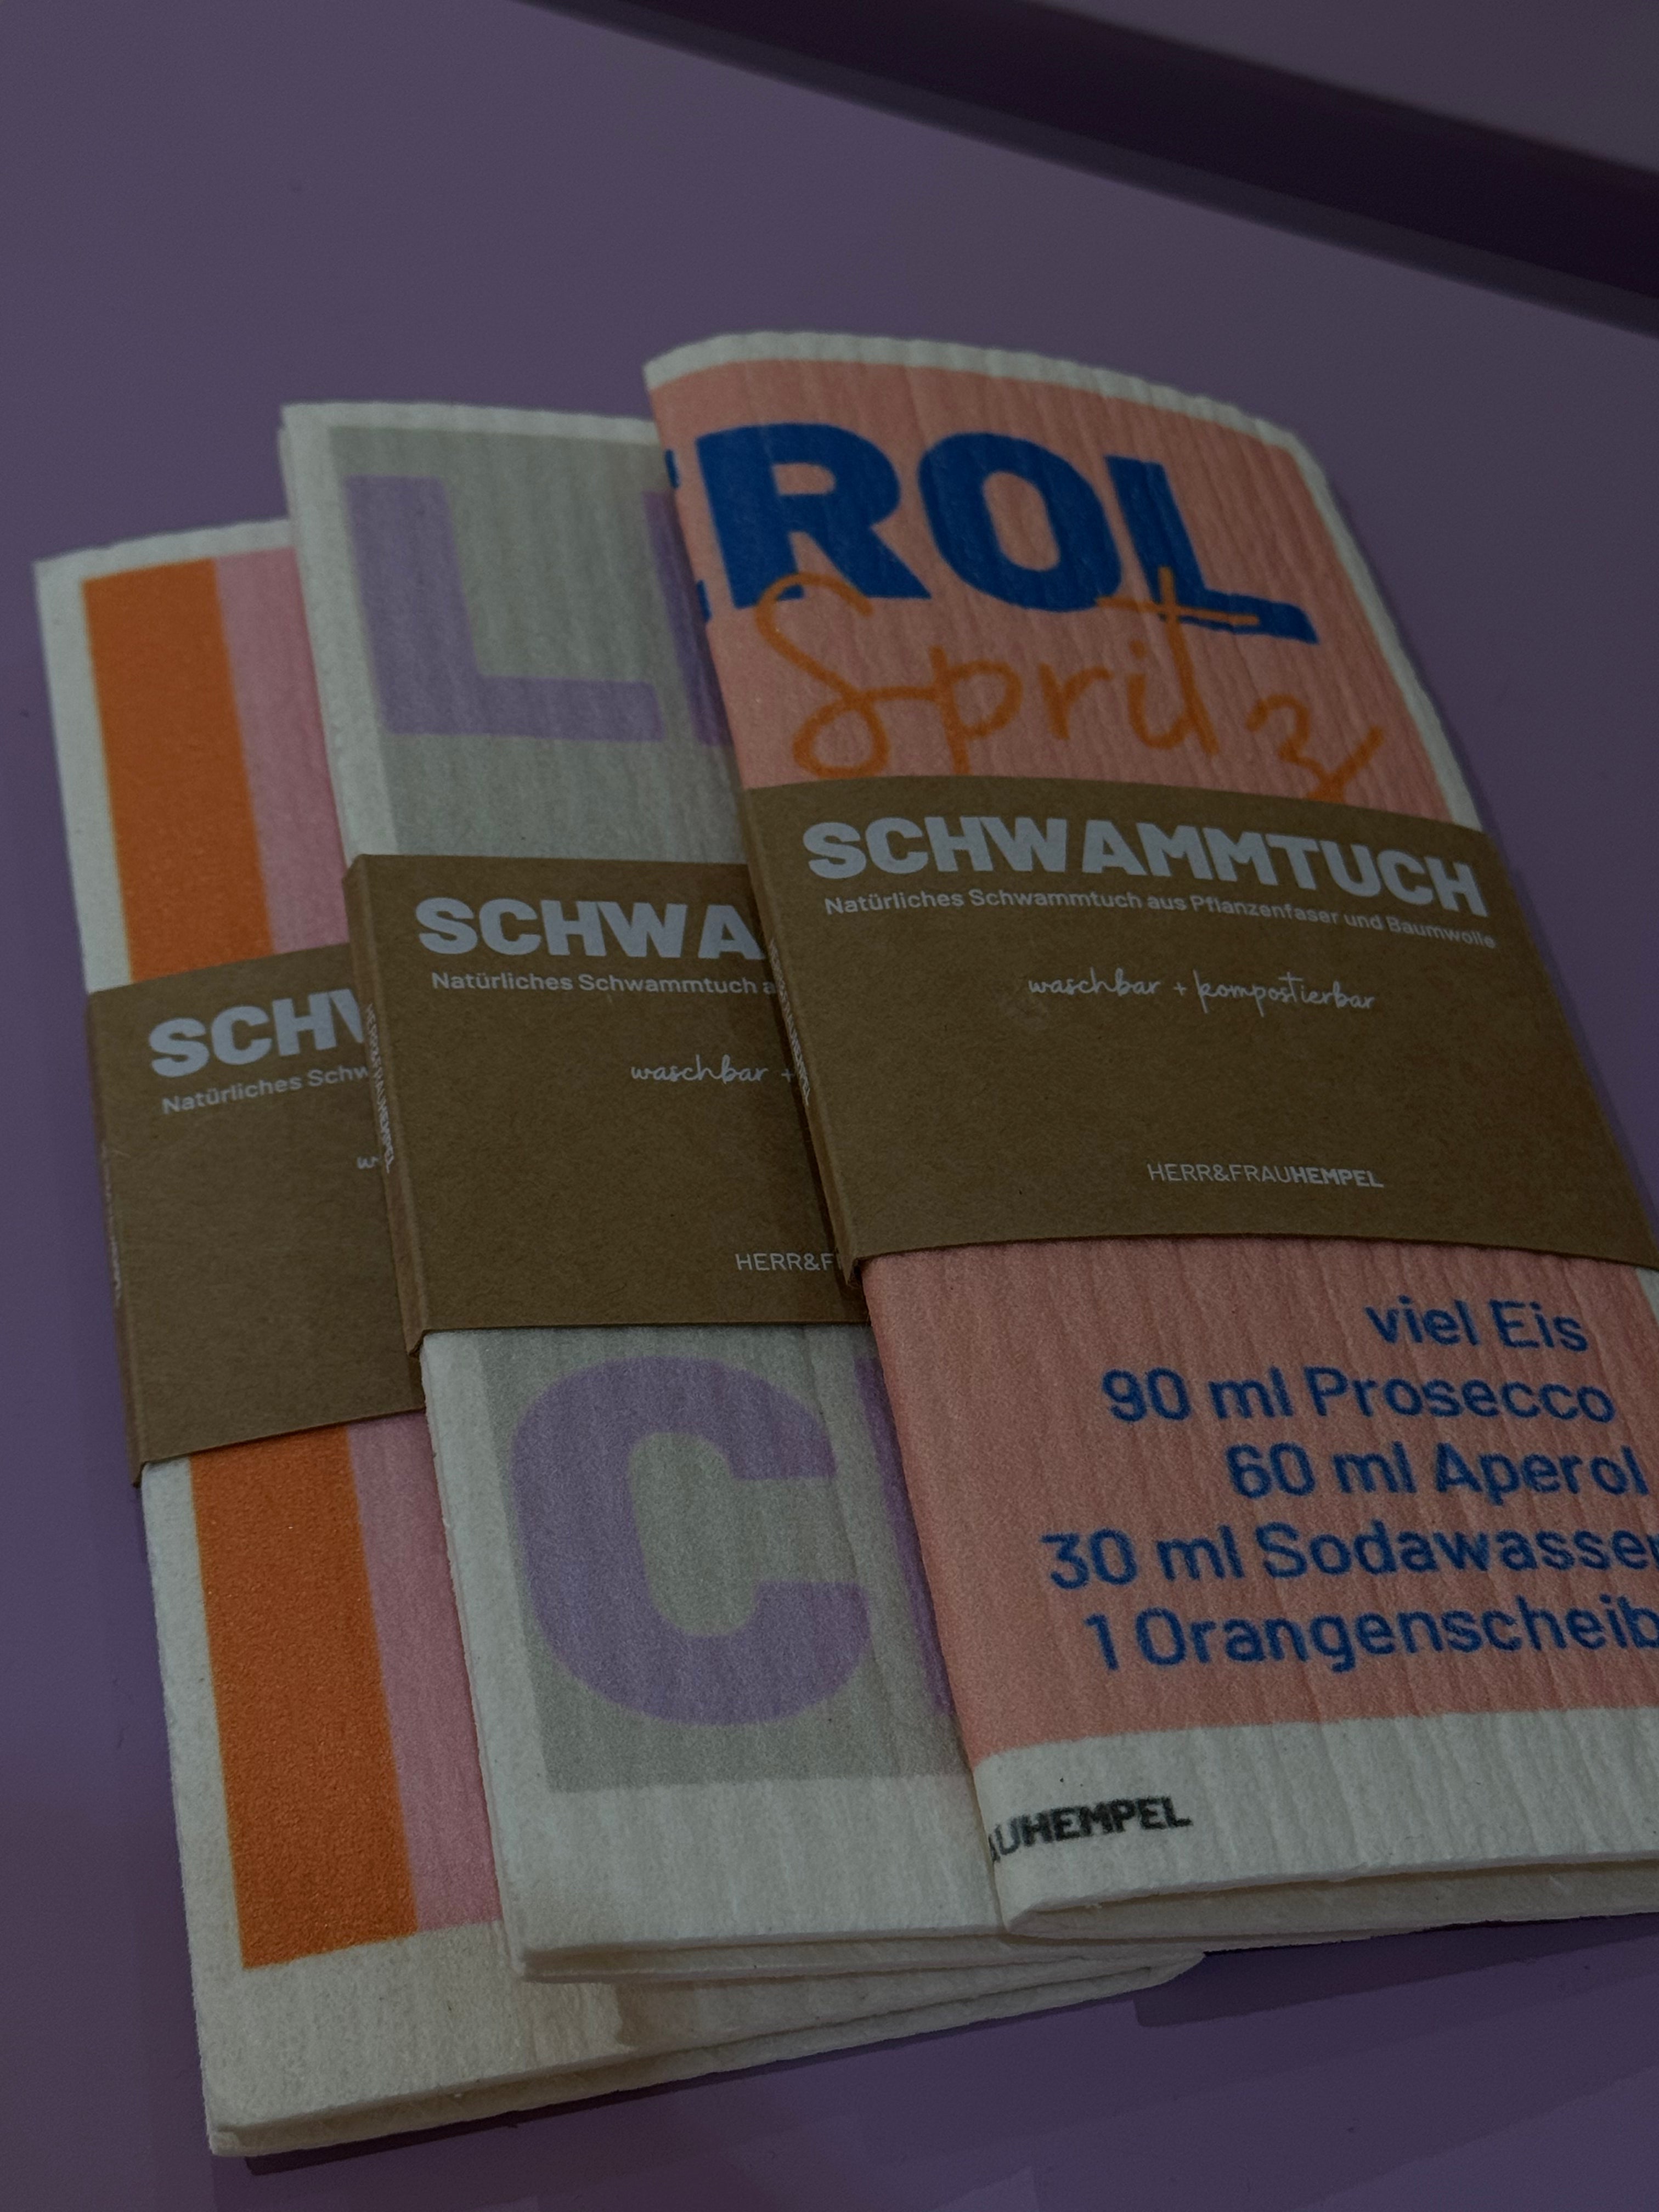 ROL
Spritz
SCHWAMMTUCH
Natürliches Schwammtuch aus Pflanzenfaser und Baumwolle
waschbar + kompostierbar
HERR&FRAUHEMPEL
viel Eis
90 ml Prosecco
60 ml Aperol
30 ml Sodawasser
1 Orangenscheib
AUHEMPEL
L
SCHWA
Natürliches Schwammtuch a
waschbar +
HERR&F
C
SCHW
Natürliches Schw
w